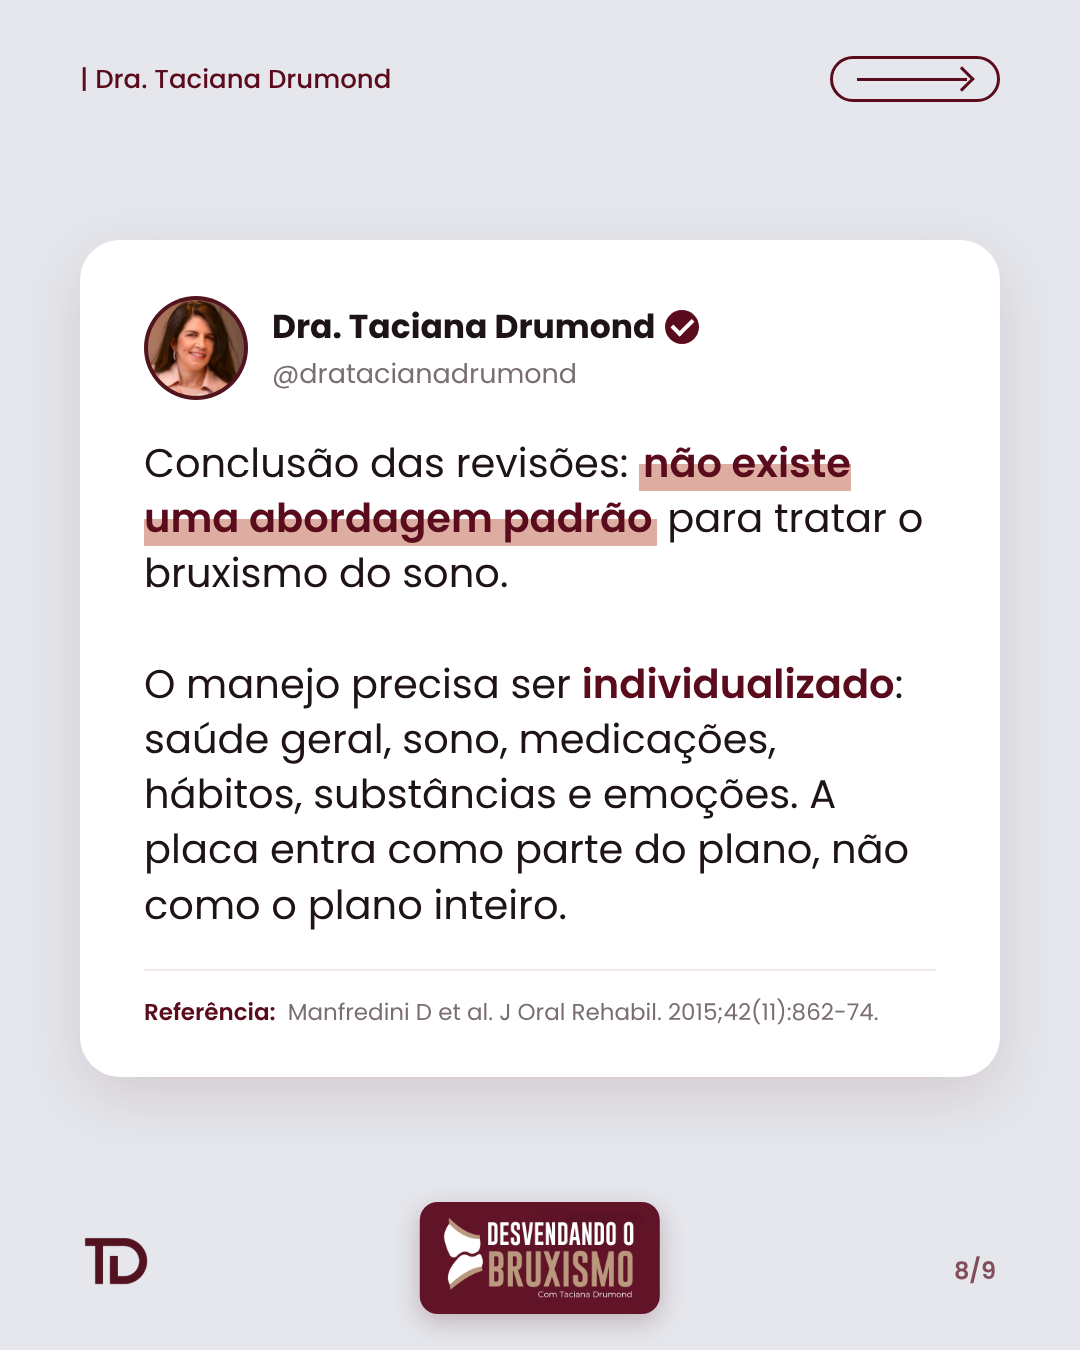 | Dra. Taciana Drumond
Dra. Taciana Drumond
@dratacianadrumond
Conclusão das revisões: não existe
uma abordagem padrão para tratar o
bruxismo do sono.
O manejo precisa ser individualizado:
saúde geral, sono, medicações,
hábitos, substâncias e emoções. A
placa entra como parte do plano, não
como o plano inteiro.
Referência: Manfredini D et al. J Oral Rehabil. 2015;42(11):862-74.
TD
DESVENDANDO O
BRUXISMO
Com Taciana Drumond
8/9